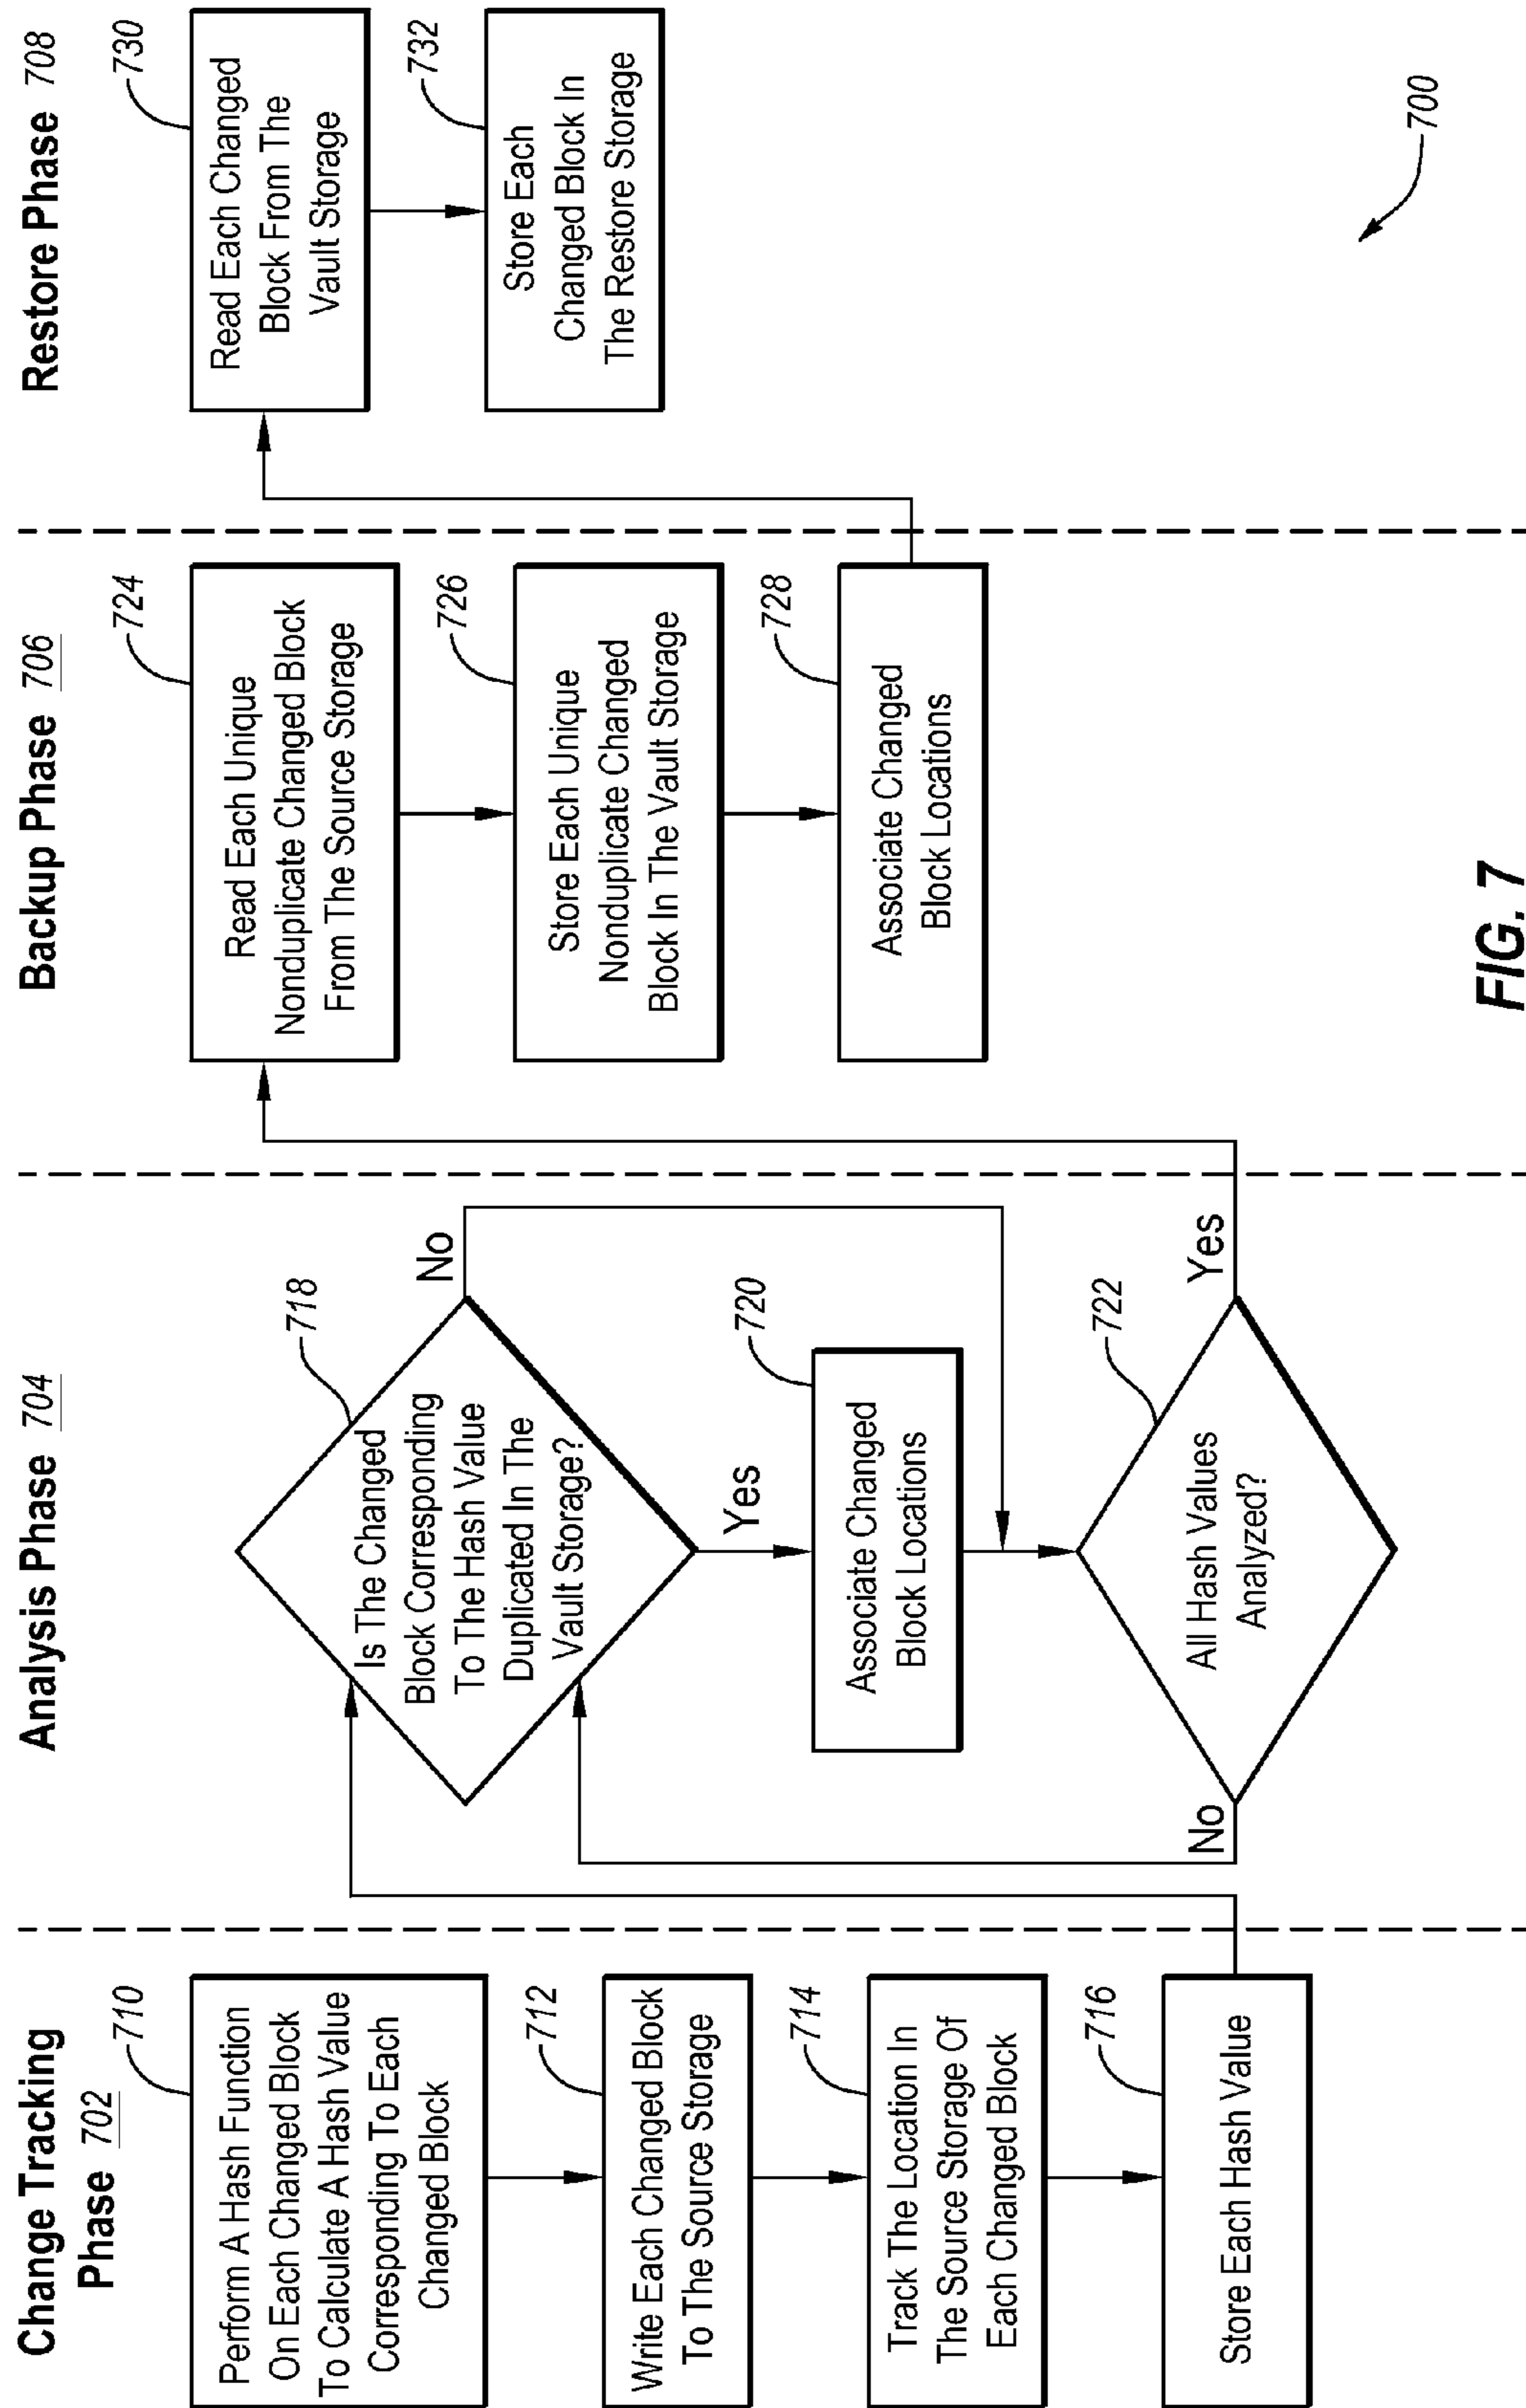 Change Tracking
Phase 702
710
Perform A Hash Function
On Each Changed Block
To Calculate A Hash Value
Corresponding To Each
Changed Block
712
Write Each Changed Block
To The Source Storage
714
Track The Location In
The Source Storage Of
Each Changed Block
716
Store Each Hash Value
Analysis Phase 704
718
Is The Changed
Block Corresponding
To The Hash Value
Duplicated In The
Vault Storage?
No
Yes
720
Associate Changed
Block Locations
722
All Hash Values
Analyzed?
No
Yes
Backup Phase 706
724
Read Each Unique
Nonduplicate Changed Block
From The Source Storage
726
Store Each Unique
Nonduplicate Changed
Block In The Vault Storage
728
Associate Changed
Block Locations
Restore Phase 708
730
Read Each Changed
Block From The
Vault Storage
732
Store Each
Changed Block In
The Restore Storage
700
FIG. 7